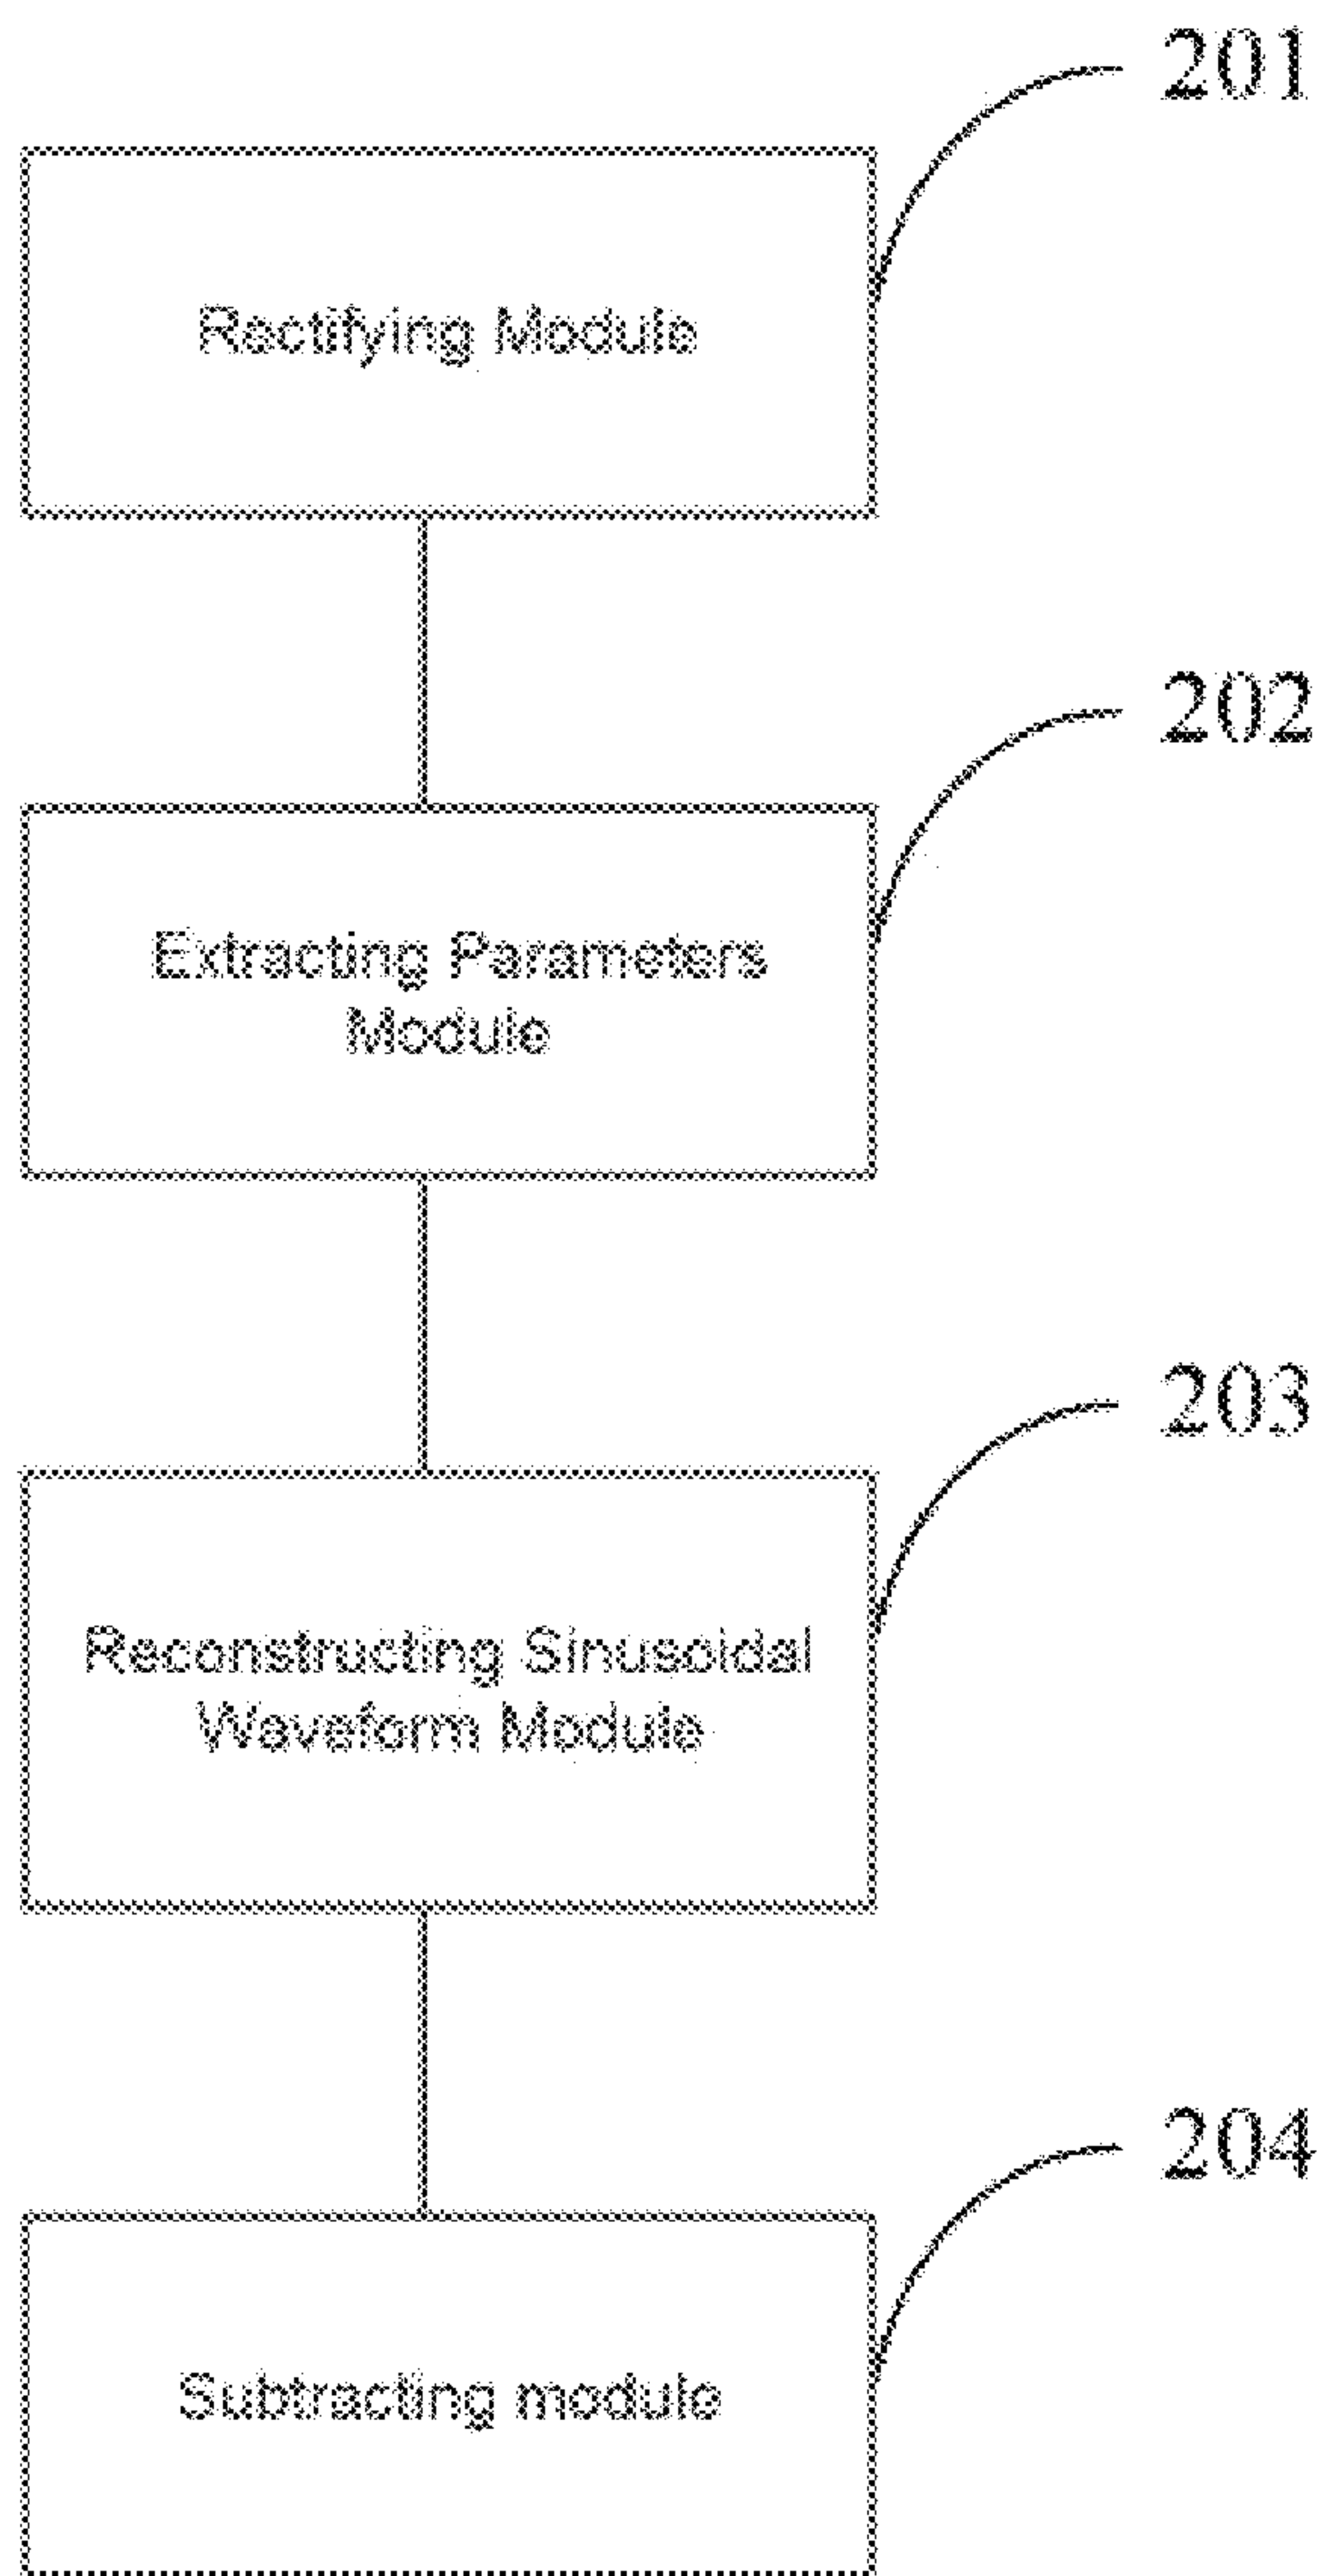 201
Rectifying Module
202
Extracting Parameters
Module
203
Reconstructing Sinusoidal
Waveform Module
204
Subtracting module